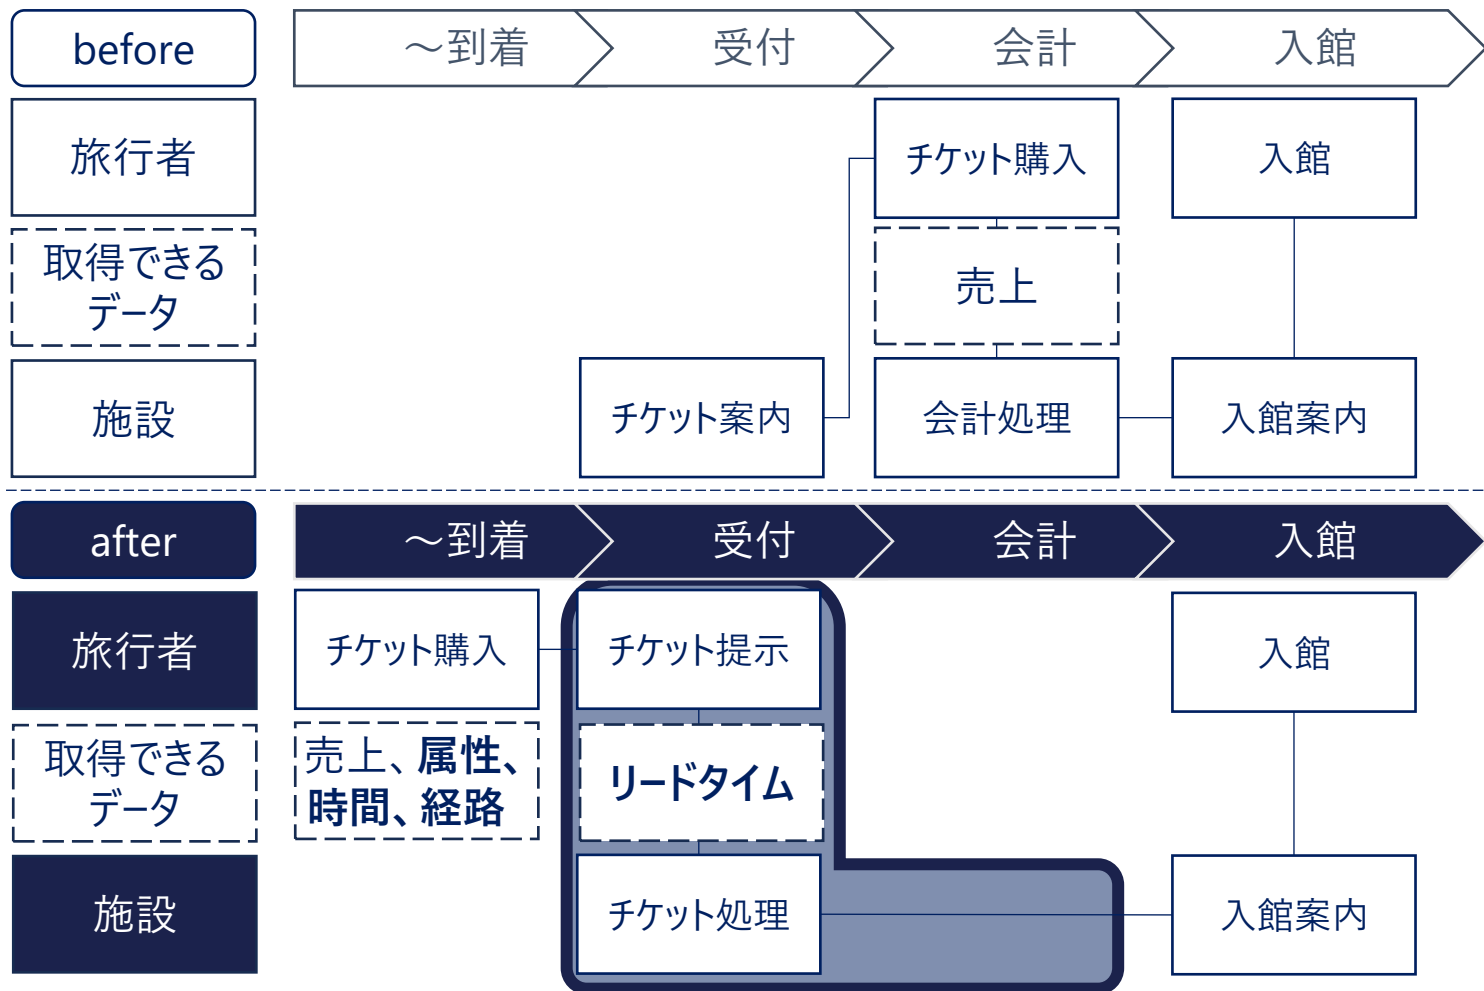 before
～到着
受付
会計
入館
旅行者
チケット購入
入館
取得できる
データ
売上
施設
チケット案内
会計処理
入館案内
after
～到着
受付
会計
入館
旅行者
チケット購入
チケット提示
入館
取得できる
データ
売上、属性、
時間、経路
リードタイム
施設
チケット処理
入館案内